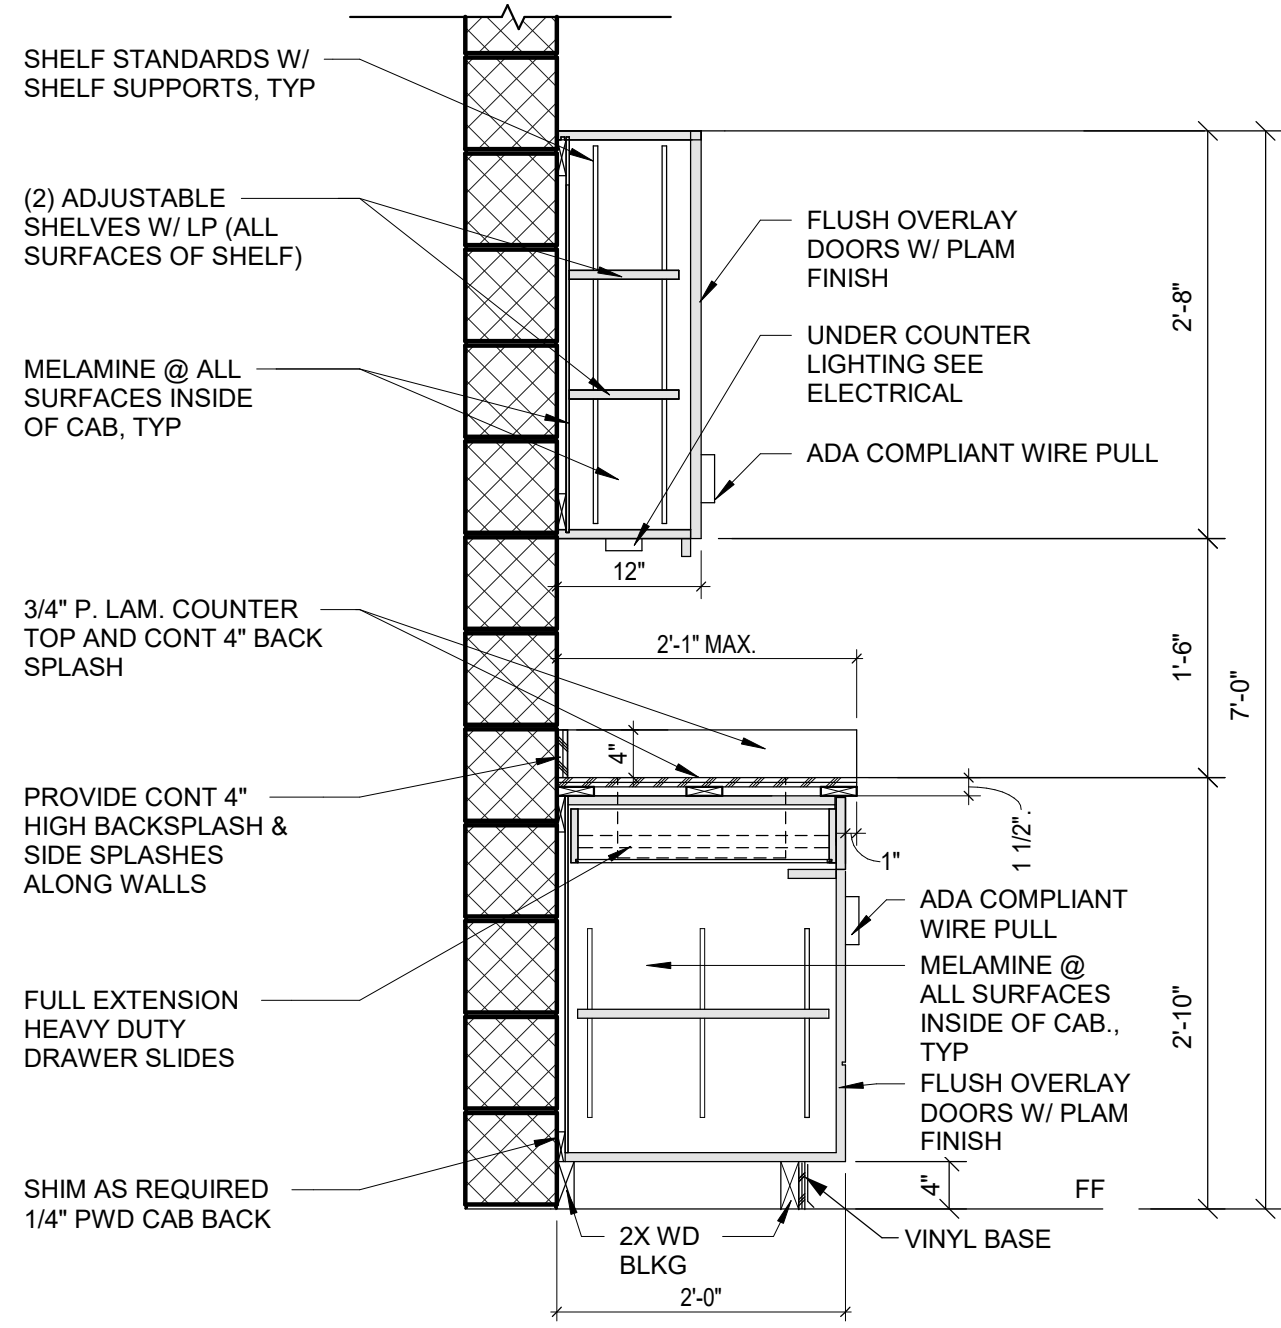 SHELF STANDARDS W/
SHELF SUPPORTS, TYP
(2) ADJUSTABLE
SHELVES W/ LP (ALL
SURFACES OF SHELF)
MELAMINE @ ALL
SURFACES INSIDE
OF CAB, TYP
3/4" P. LAM. COUNTER
TOP AND CONT 4" BACK
SPLASH
PROVIDE CONT 4"
HIGH BACKSPLASH &
SIDE SPLASHES
ALONG WALLS
FULL EXTENSION
HEAVY DUTY
DRAWER SLIDES
SHIM AS REQUIRED
1/4" PWD CAB BACK
FLUSH OVERLAY
DOORS W/ PLAM
FINISH
UNDER COUNTER
LIGHTING SEE
ELECTRICAL
ADA COMPLIANT WIRE PULL
12"
2'-1" MAX.
4"
1"
1 1/2".
ADA COMPLIANT
WIRE PULL
MELAMINE @
ALL SURFACES
INSIDE OF CAB.,
TYP
FLUSH OVERLAY
DOORS W/ PLAM
FINISH
4"
FF
VINYL BASE
2X WD
BLKG
2'-0"
2'-8"
1'-6"
7'-0"
2'-10"